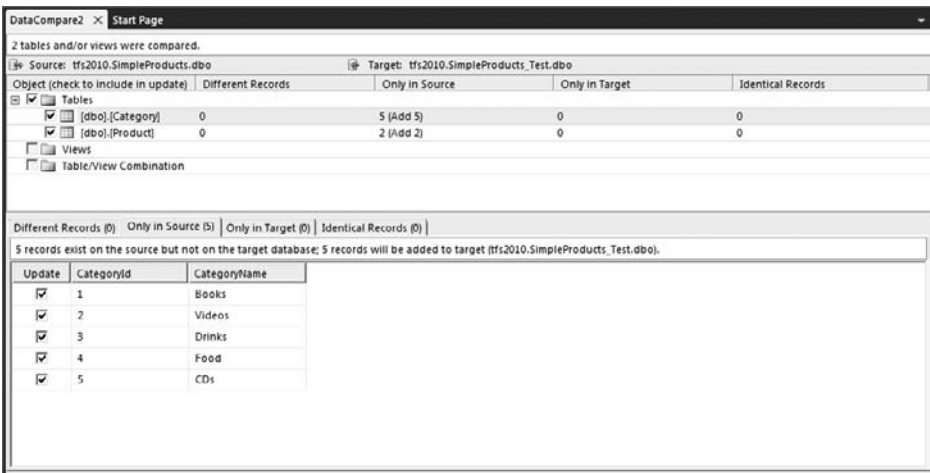 DataCompare2 × Start Page
2 tables and/or views were compared.
Source: tfs2010.SimpleProducts.dbo Target: tfs2010.SimpleProducts_Test.dbo
Object (check to include in update) Different Records Only in Source Only in Target Identical Records
Tables
[dbo].[Category] 0 5 (Add 5) 0 0
[dbo].[Product] 0 2 (Add 2) 0 0
Views
Table/View Combination
Different Records (0) Only in Source (5) Only in Target (0) Identical Records (0)
5 records exist on the source but not on the target database; 5 records will be added to target (tfs2010.SimpleProducts_Test.dbo).
Update CategoryId CategoryName
1 Books
2 Videos
3 Drinks
4 Food
5 CDs